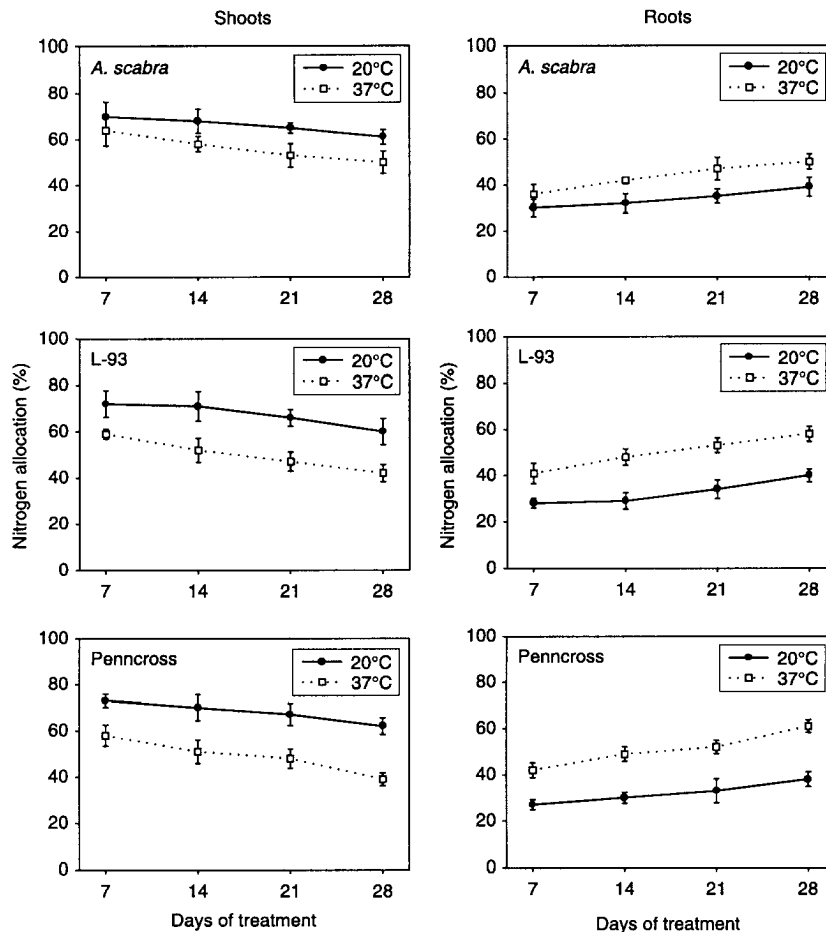 Shoots
Roots
100
80
60
40
20
0
A. scabra
20°C
37°C
7 14 21 28
100
80
60
40
20
0
A. scabra
20°C
37°C
7 14 21 28
Nitrogen allocation (%)
100
80
60
40
20
0
L-93
20°C
37°C
7 14 21 28
Nitrogen allocation (%)
100
80
60
40
20
0
L-93
20°C
37°C
7 14 21 28
100
80
60
40
20
0
Penncross
20°C
37°C
7 14 21 28
Days of treatment
100
80
60
40
20
0
Penncross
20°C
37°C
7 14 21 28
Days of treatment